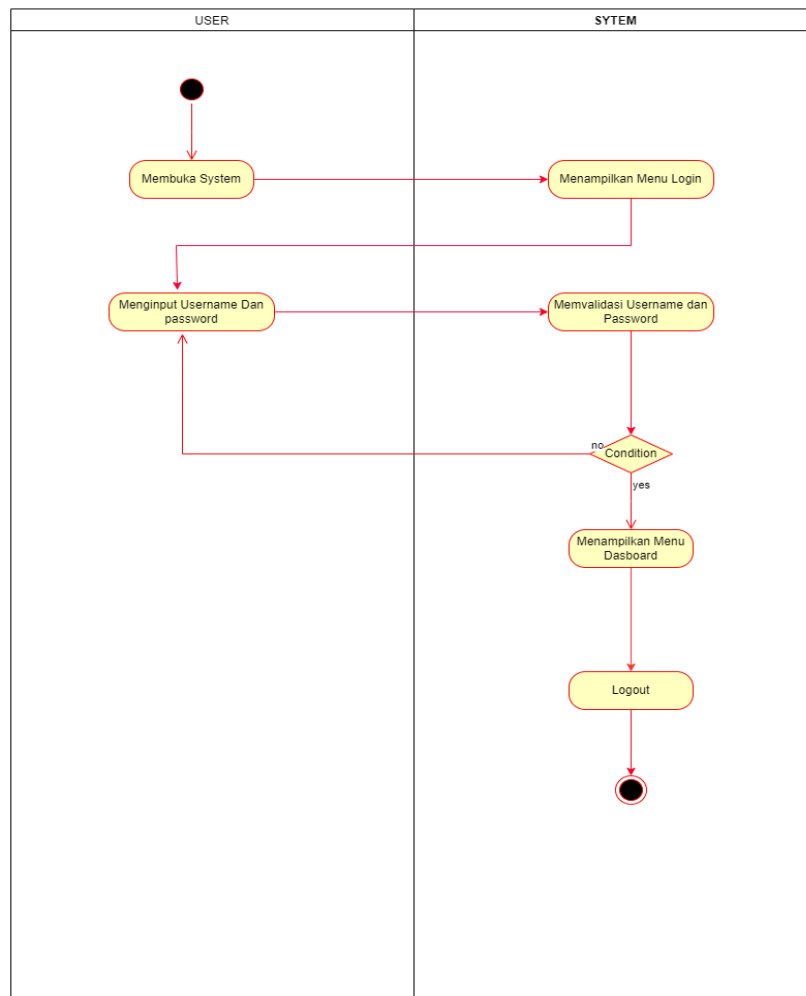 USER
SYTEM
Membuka System
Menampilkan Menu Login
Menginput Username Dan
password
Memvalidasi Username dan
Password
no
Condition
yes
Menampilkan Menu
Dasboard
Logout